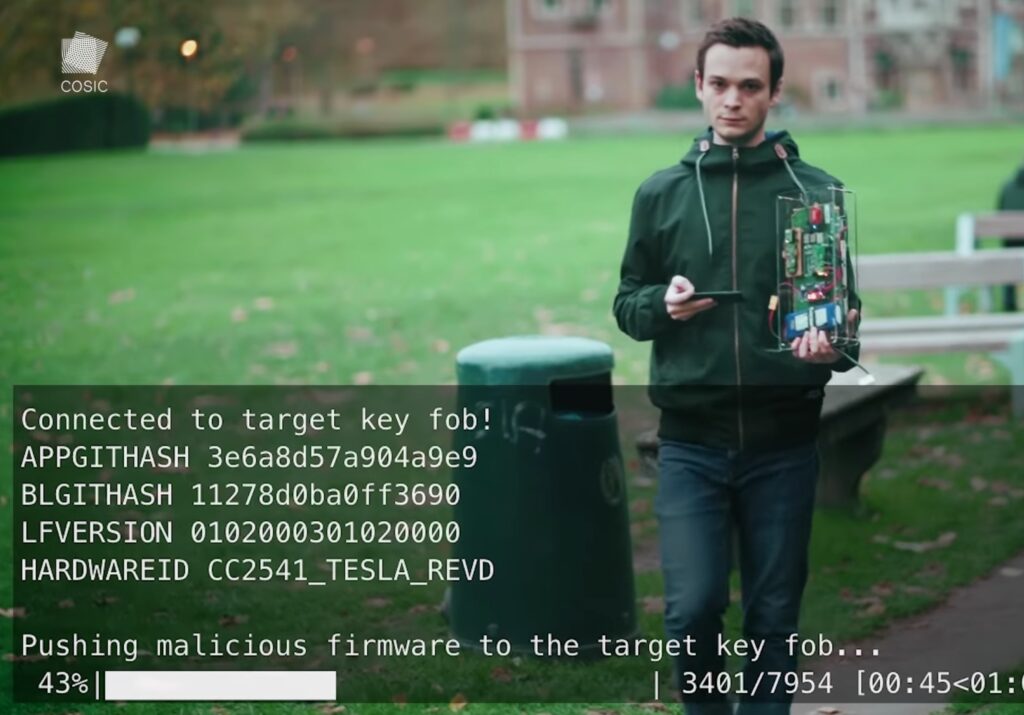 COSIC
Connected to target key fob!
APPGITHASH 3e6a8d57a904a9e9
BLGITHASH 11278d0ba0ff3690
LFVERSION 0102000301020000
HARDWAREID CC2541_TESLA_REVD
Pushing malicious firmware to the target key fob...
43%| | 3401/7954 [00:45<01: